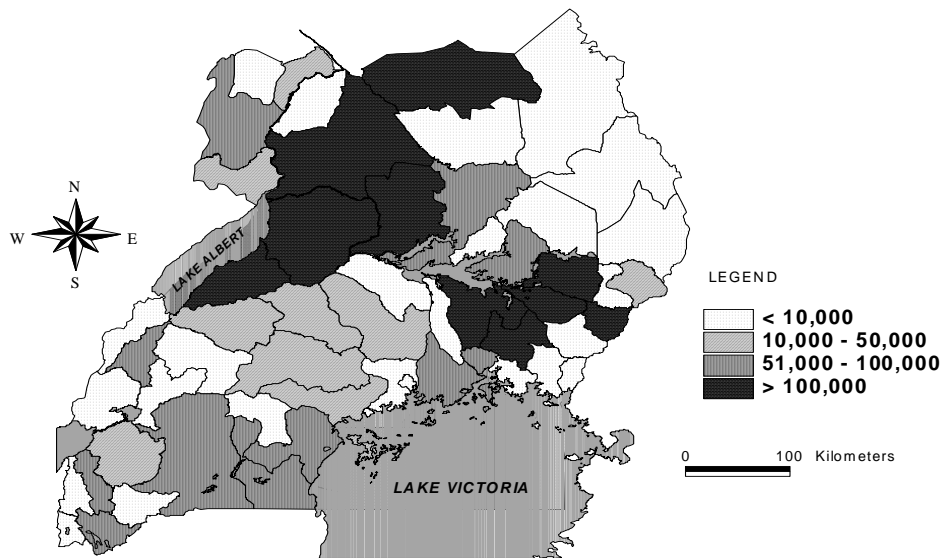 N
W E
S
LAKE ALBERT
LEGEND
< 10,000
10,000 - 50,000
51,000 - 100,000
> 100,000
0 100 Kilometers
LAKE VICTORIA